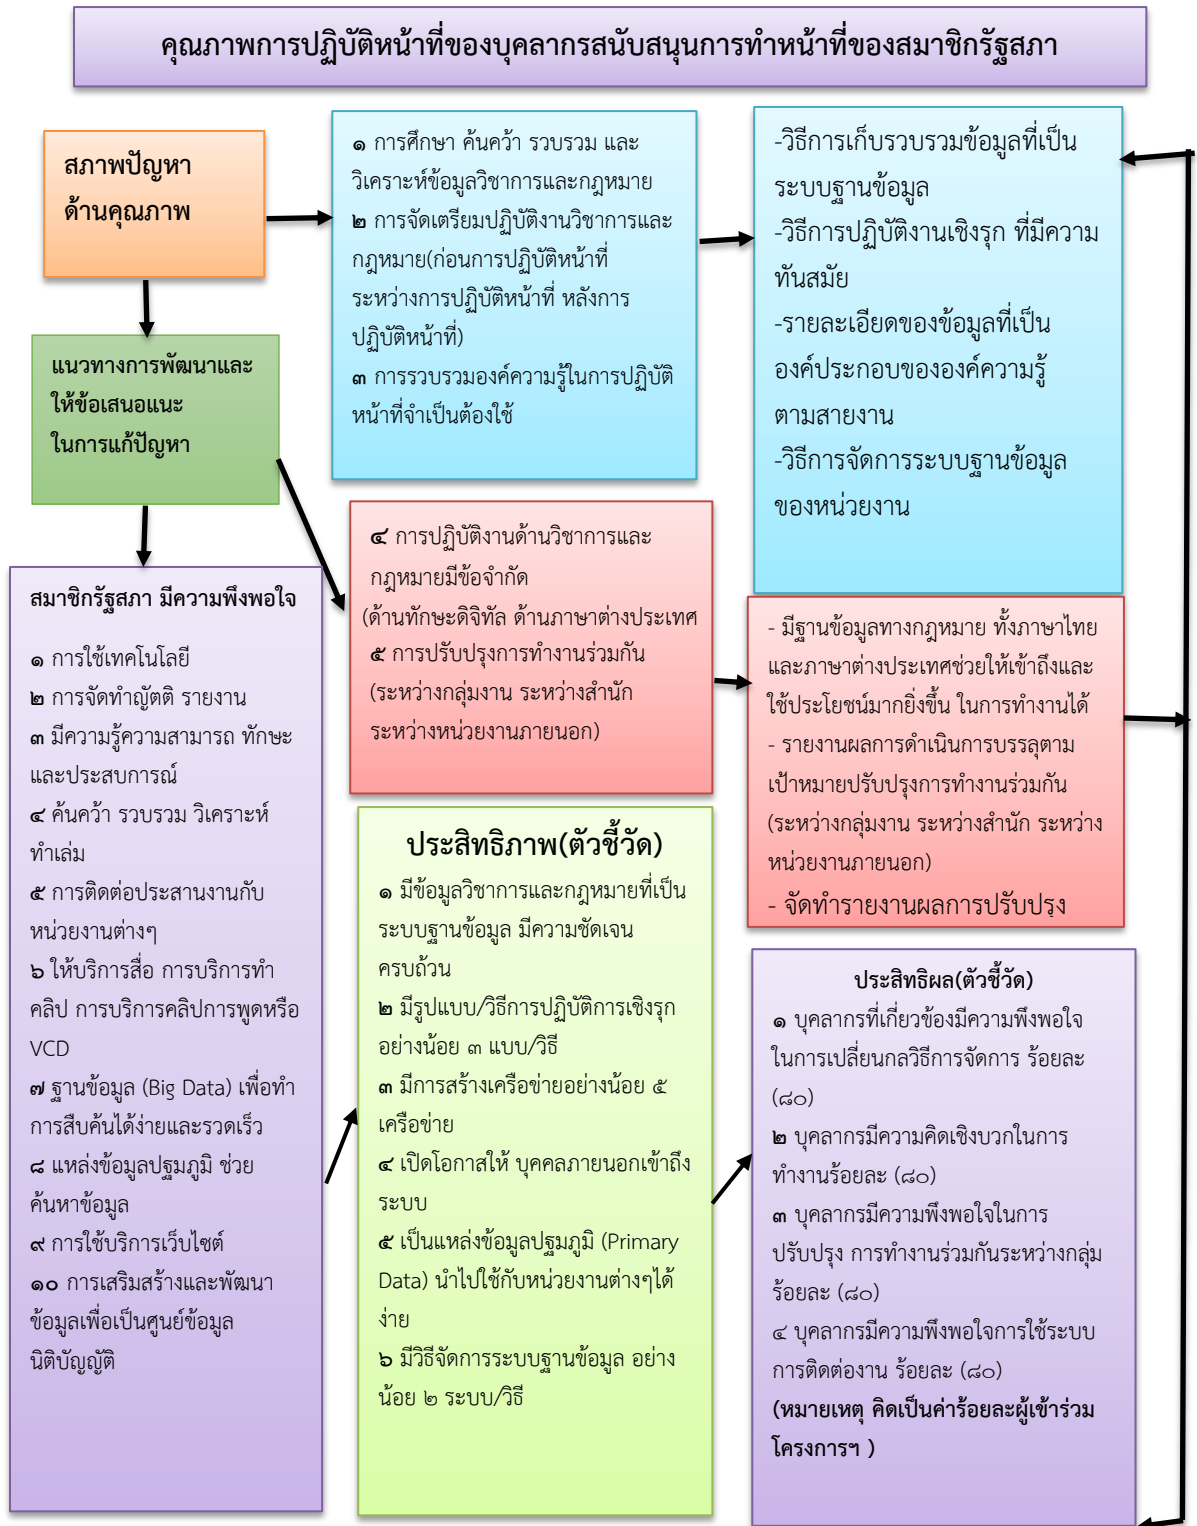 คุณภาพการปฏิบัติหน้าที่ของบุคลากรสนับสนุนการทำหน้าที่ของสมาชิกรัฐสภา
สภาพปัญหา
ด้านคุณภาพ
๑ การศึกษา ค้นคว้า รวบรวม และ
วิเคราะห์ข้อมูลวิชาการและกฎหมาย
๒ การจัดเตรียมปฏิบัติงานวิชาการและ
กฎหมาย(ก่อนการปฏิบัติหน้าที่
ระหว่างการปฏิบัติหน้าที่ หลังการ
ปฏิบัติหน้าที่)
๓ การรวบรวมองค์ความรู้ในการปฏิบัติ
หน้าที่จำเป็นต้องใช้
-วิธีการเก็บรวบรวมข้อมูลที่เป็น
ระบบฐานข้อมูล
-วิธีการปฏิบัติงานเชิงรุก ที่มีความ
ทันสมัย
-รายละเอียดของข้อมูลที่เป็น
องค์ประกอบขององค์ความรู้
ตามสายงาน
-วิธีการจัดการระบบฐานข้อมูล
ของหน่วยงาน
แนวทางการพัฒนาและ
ให้ข้อเสนอแนะ
ในการแก้ปัญหา
๔ การปฏิบัติงานด้านวิชาการและ
กฎหมายมีข้อจำกัด
(ด้านทักษะดิจิทัล ด้านภาษาต่างประเทศ
๕ การปรับปรุงการทำงานร่วมกัน
(ระหว่างกลุ่มงาน ระหว่างสำนัก
ระหว่างหน่วยงานภายนอก)
- มีฐานข้อมูลทางกฎหมาย ทั้งภาษาไทย
และภาษาต่างประเทศช่วยให้เข้าถึงและ
ใช้ประโยชน์มากยิ่งขึ้น ในการทำงานได้
- รายงานผลการดำเนินการบรรลุตาม
เป้าหมายปรับปรุงการทำงานร่วมกัน
(ระหว่างกลุ่มงาน ระหว่างสำนัก ระหว่าง
หน่วยงานภายนอก)
- จัดทำรายงานผลการปรับปรุง
สมาชิกรัฐสภา มีความพึงพอใจ
๑ การใช้เทคโนโลยี
๒ การจัดทำญัตติ รายงาน
๓ มีความรู้ความสามารถ ทักษะ
และประสบการณ์
๔ ค้นคว้า รวบรวม วิเคราะห์
ทำเล่ม
๕ การติดต่อประสานงานกับ
หน่วยงานต่างๆ
๖ ให้บริการสื่อ การบริการทำ
คลิป การบริการคลิปการพูดหรือ
VCD
๗ ฐานข้อมูล (Big Data) เพื่อทำ
การสืบค้นได้ง่ายและรวดเร็ว
๘ แหล่งข้อมูลปฐมภูมิ ช่วย
ค้นหาข้อมูล
๙ การใช้บริการเว็บไซต์
๑๐ การเสริมสร้างและพัฒนา
ข้อมูลเพื่อเป็นศูนย์ข้อมูล
นิติบัญญัติ
ประสิทธิภาพ(ตัวชี้วัด)
๑ มีข้อมูลวิชาการและกฎหมายที่เป็น
ระบบฐานข้อมูล มีความชัดเจน
ครบถ้วน
๒ มีรูปแบบ/วิธีการปฏิบัติการเชิงรุก
อย่างน้อย ๓ แบบ/วิธี
๓ มีการสร้างเครือข่ายอย่างน้อย ๕
เครือข่าย
๔ เปิดโอกาสให้ บุคคลภายนอกเข้าถึง
ระบบ
๕ เป็นแหล่งข้อมูลปฐมภูมิ (Primary
Data) นำไปใช้กับหน่วยงานต่างๆได้
ง่าย
๖ มีวิธีจัดการระบบฐานข้อมูล อย่าง
น้อย ๒ ระบบ/วิธี
ประสิทธิผล(ตัวชี้วัด)
๑ บุคลากรที่เกี่ยวข้องมีความพึงพอใจ
ในการเปลี่ยนกลวิธีการจัดการ ร้อยละ
(๘๐)
๒ บุคลากรมีความคิดเชิงบวกในการ
ทำงานร้อยละ (๘๐)
๓ บุคลากรมีความพึงพอใจในการ
ปรับปรุง การทำงานร่วมกันระหว่างกลุ่ม
ร้อยละ (๘๐)
๔ บุคลากรมีความพึงพอใจการใช้ระบบ
การติดต่องาน ร้อยละ (๘๐)
(หมายเหตุ คิดเป็นค่าร้อยละผู้เข้าร่วม
โครงการฯ )